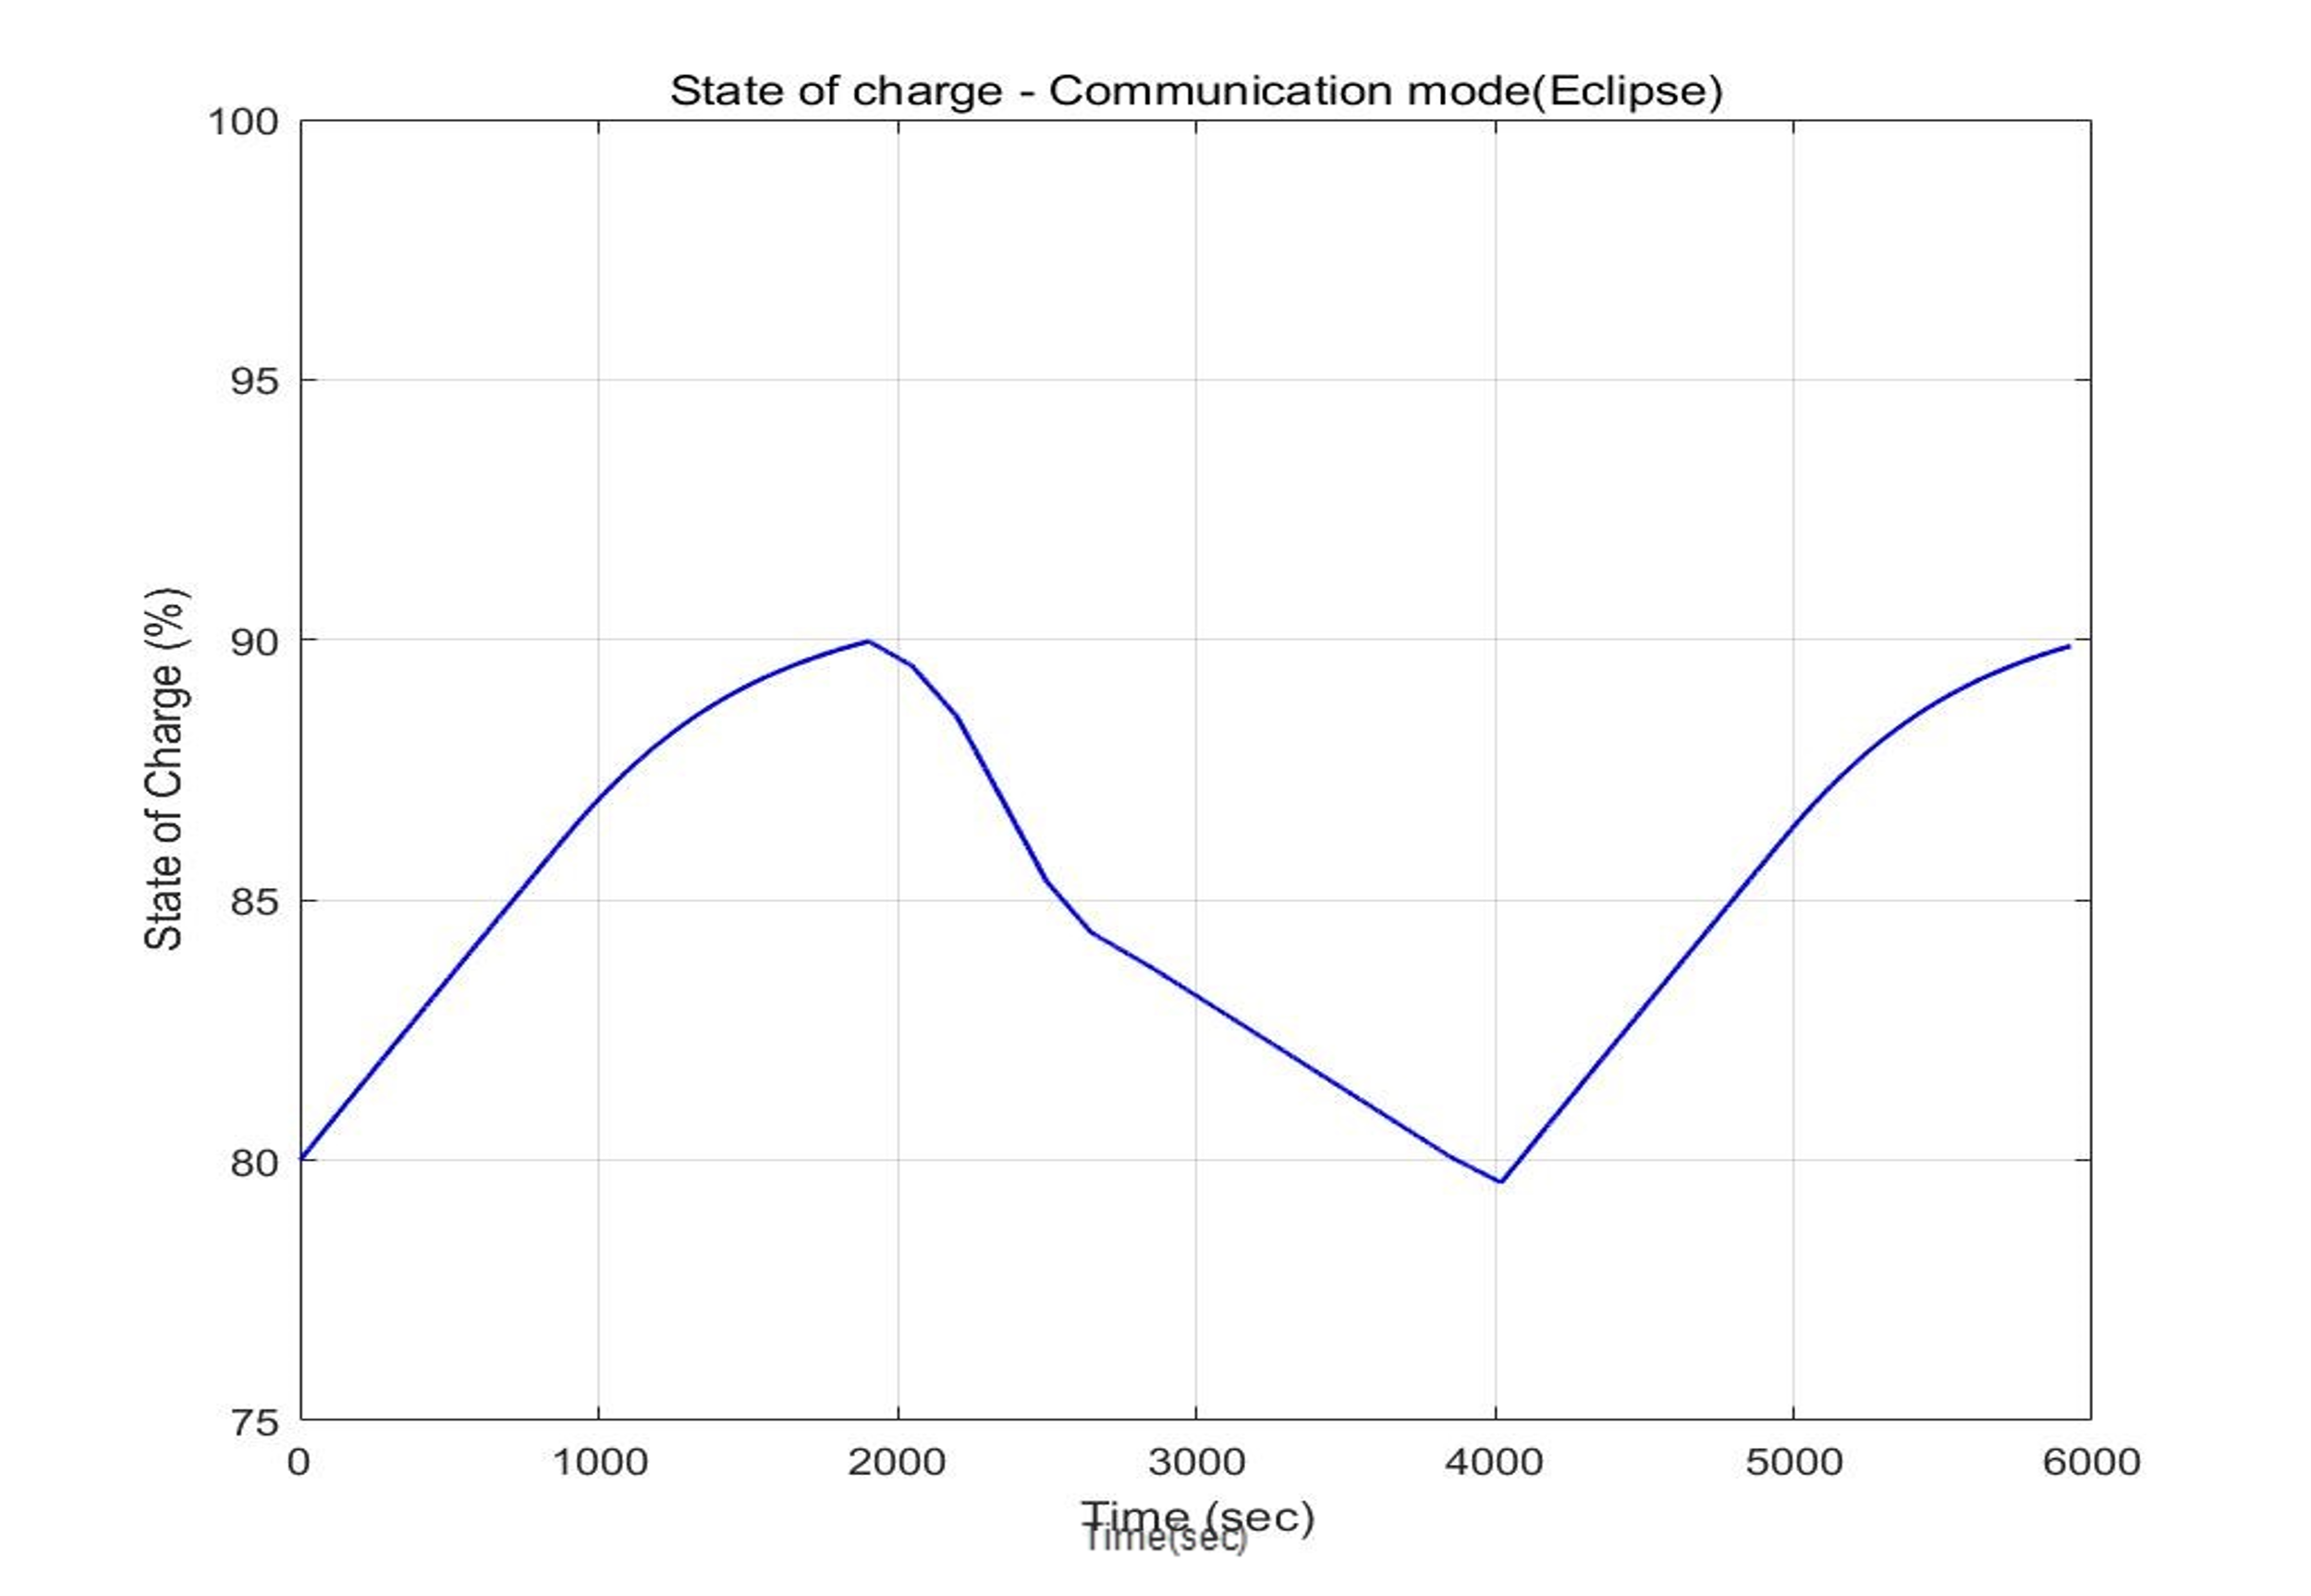 State of charge - Communication mode(Eclipse)
100
95
90
85
80
75
State of Charge (%)
0 1000 2000 3000 4000 5000 6000
Time (sec)
Time(sec)